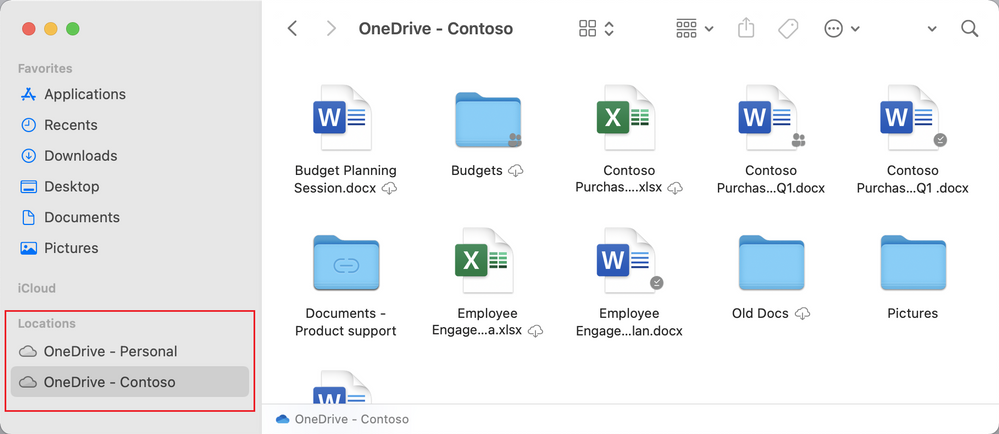 OneDrive - Contoso
Favorites
Applications
Recents
Downloads
Desktop
Documents
Pictures
iCloud
Locations
OneDrive - Personal
OneDrive - Contoso
W
X
W
W
Budget Planning
Session.docx
Budgets
Contoso
Purchas....xlsx
Contoso
Purchas...Q1.docx
Contoso
Purchas...Q1 .docx
X
W
Documents -
Product support
Employee
Engage...a.xlsx
Employee
Engage...lan.docx
Old Docs
Pictures
W
OneDrive - Contoso